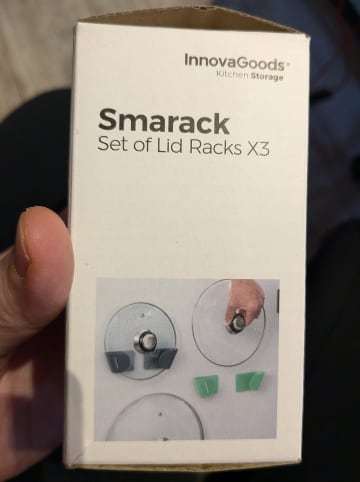 InnovaGoods®
Kitchen Storage
Smarack
Set of Lid Racks X3